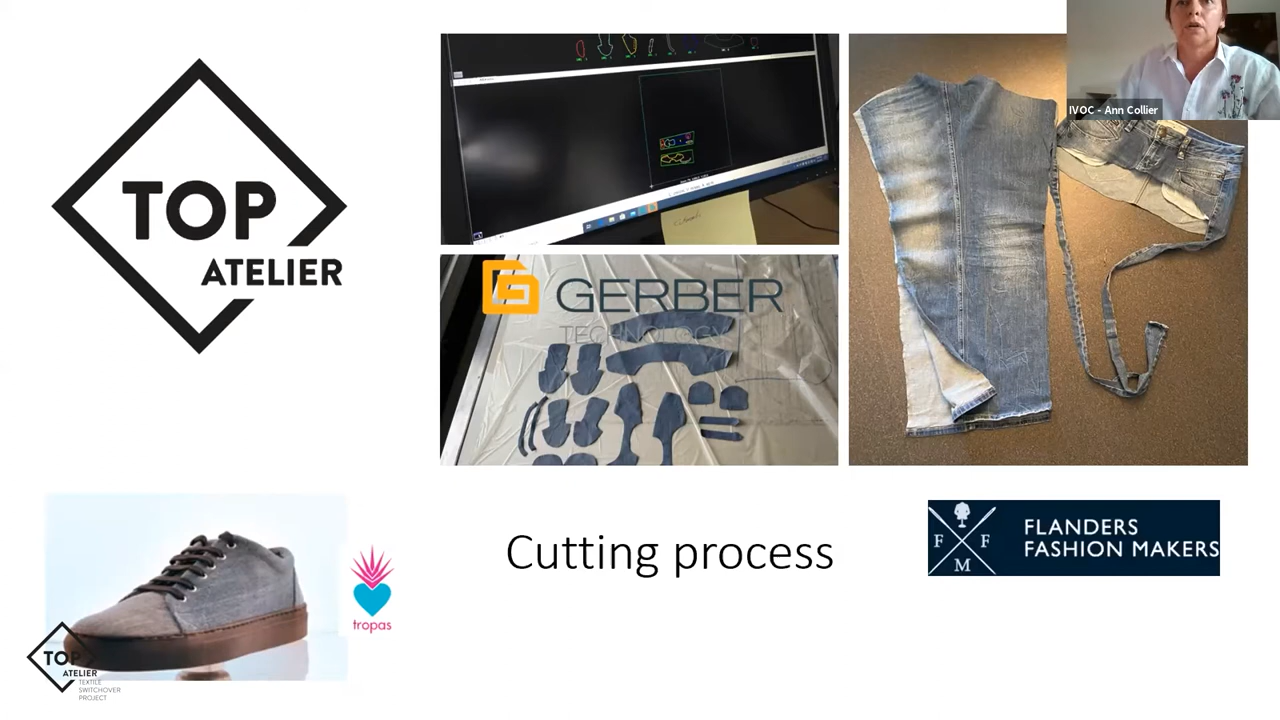 TOP
ATELIER
GERBER
TECHNOLOGY
IVOC - Ann Collier
Cutting process
FLANDERS
FASHION MAKERS
F F
M
tropas
TOP
ATELIER
TEXTILE
SWITCHOVER
PROJECT